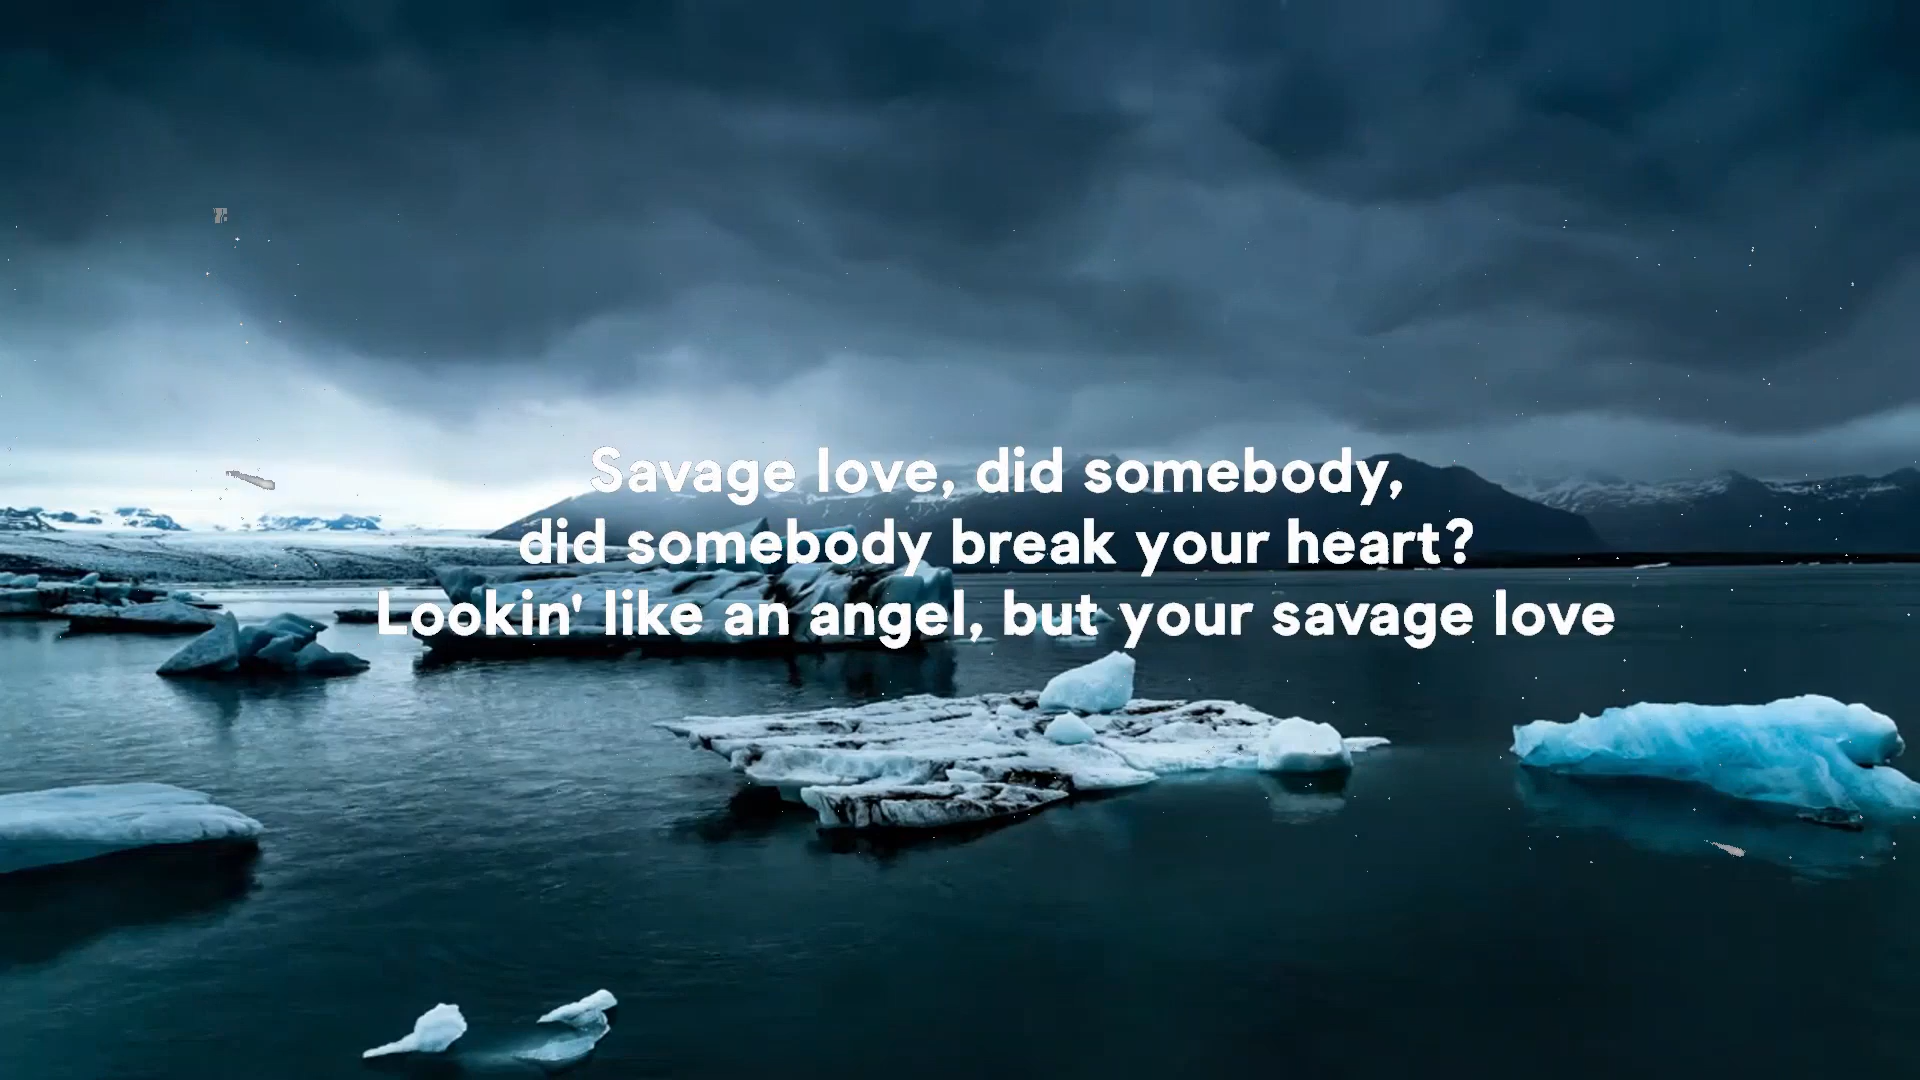 Savage love, did somebody,
did somebody break your heart?
Lookin' like an angel, but your savage love